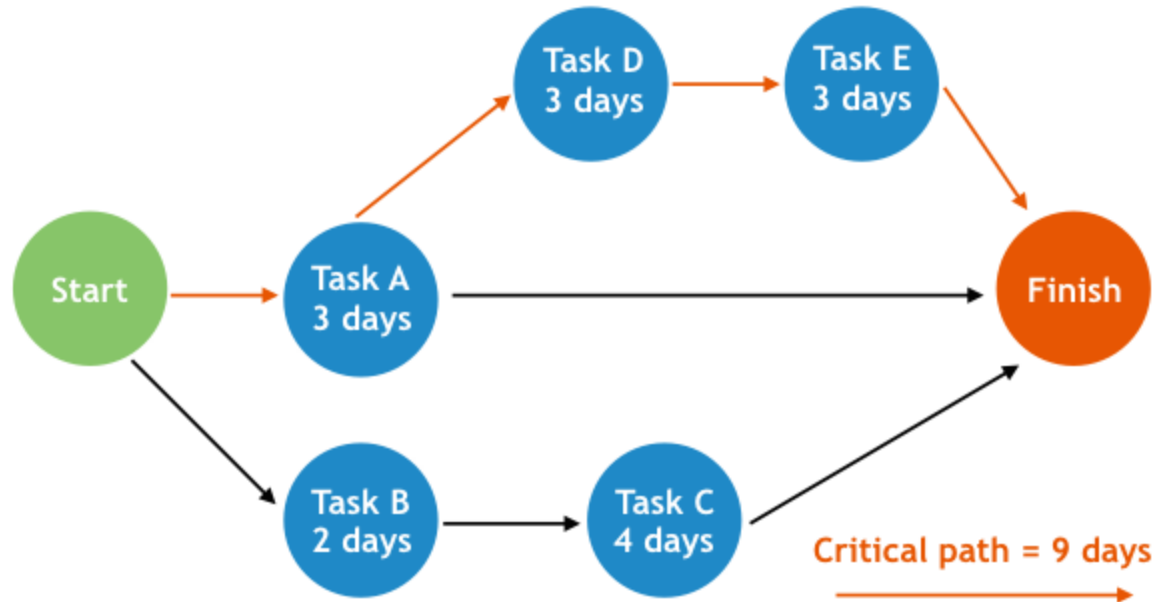 Task D
3 days
Task E
3 days
Start
Task A
3 days
Finish
Task B
2 days
Task C
4 days
Critical path = 9 days